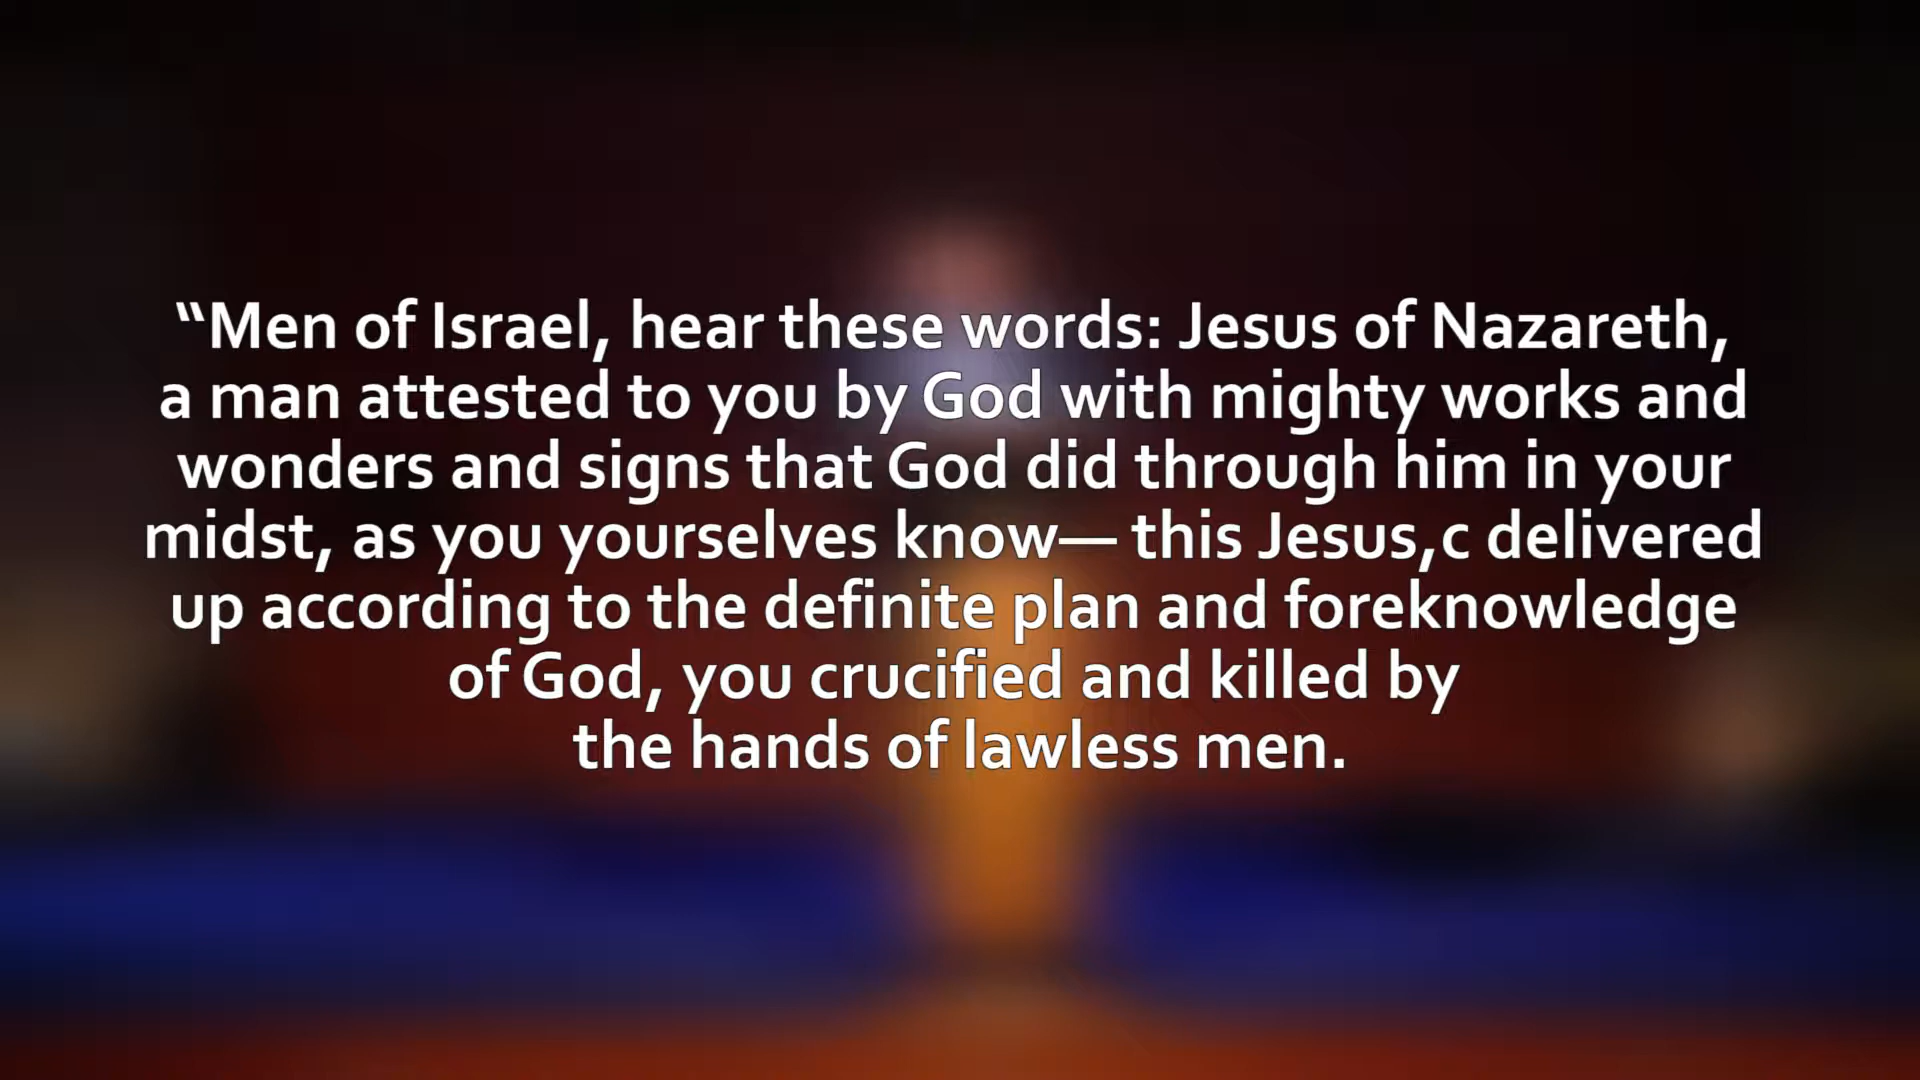 “Men of Israel, hear these words: Jesus of Nazareth,
a man attested to you by God with mighty works and
wonders and signs that God did through him in your
midst, as you yourselves know— this Jesus,c delivered
up according to the definite plan and foreknowledge
of God, you crucified and killed by
the hands of lawless men.